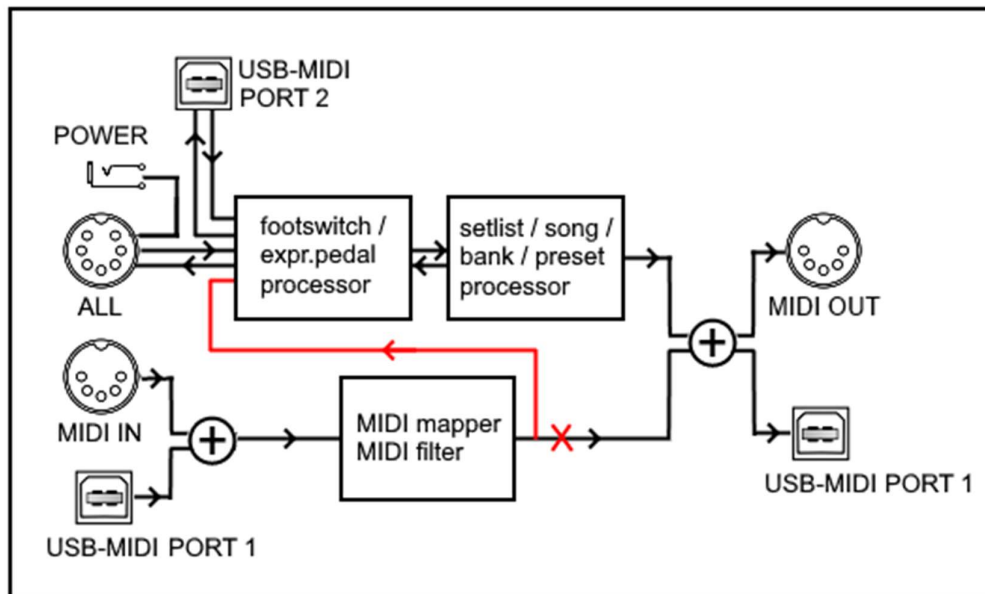 USB-MIDI
PORT 2
POWER
footswitch /
expr.pedal
processor
setlist / song /
bank / preset
processor
ALL
MIDI OUT
MIDI IN
MIDI mapper
MIDI filter
USB-MIDI PORT 1
USB-MIDI PORT 1